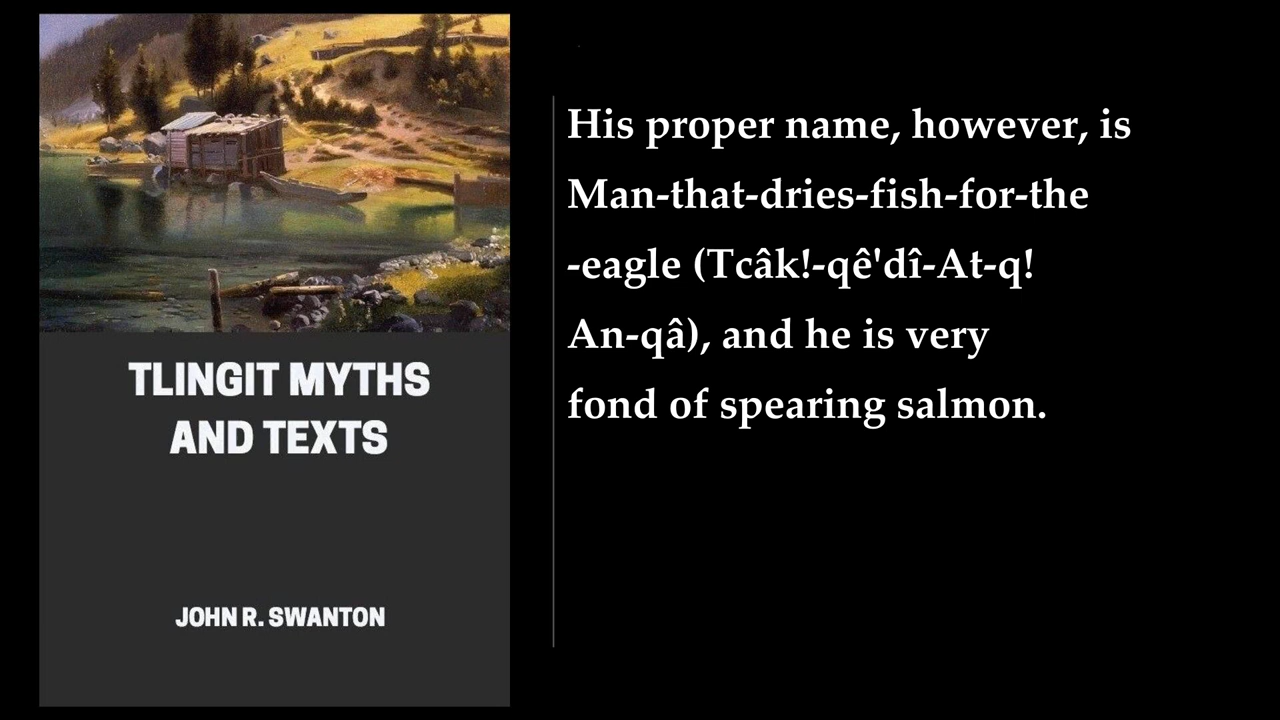 TLINGIT MYTHS
AND TEXTS
JOHN R. SWANTON
His proper name, however, is
Man-that-dries-fish-for-the
-eagle (Tcâk!-qê'dî-At-q!
An-qâ), and he is very
fond of spearing salmon.